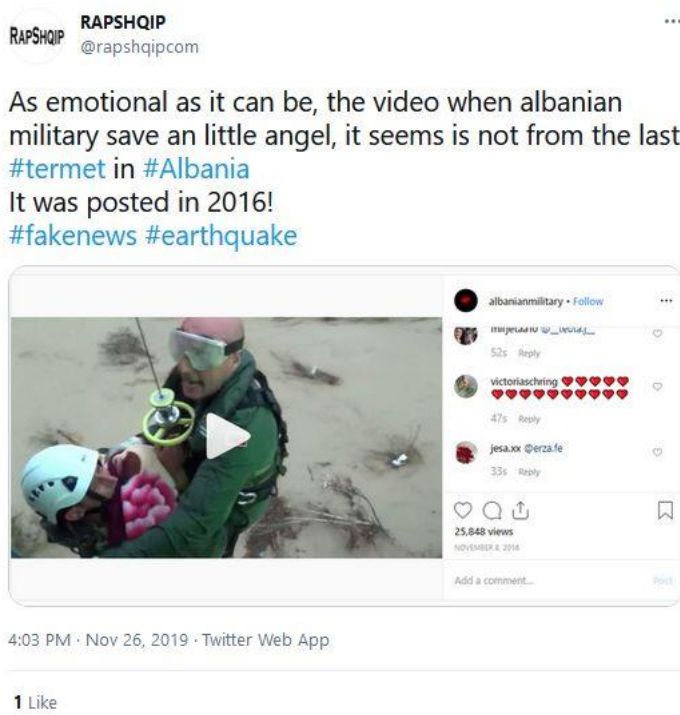 RAPSHQIP
RAPSHQIP
@rapshqipcom
As emotional as it can be, the video when albanian
military save an little angel, it seems is not from the last
#termet in #Albania
It was posted in 2016!
#fakenews #earthquake
albanianmilitary • Follow
52s Reply
victoriaschring ❤❤❤❤❤
❤❤❤❤❤❤❤❤❤❤
47s Reply
jesa.xx @erza.fe
33s Reply
25,848 views
NOVEMBER 8, 2016
Add a comment...
Post
4:03 PM · Nov 26, 2019 · Twitter Web App
1 Like